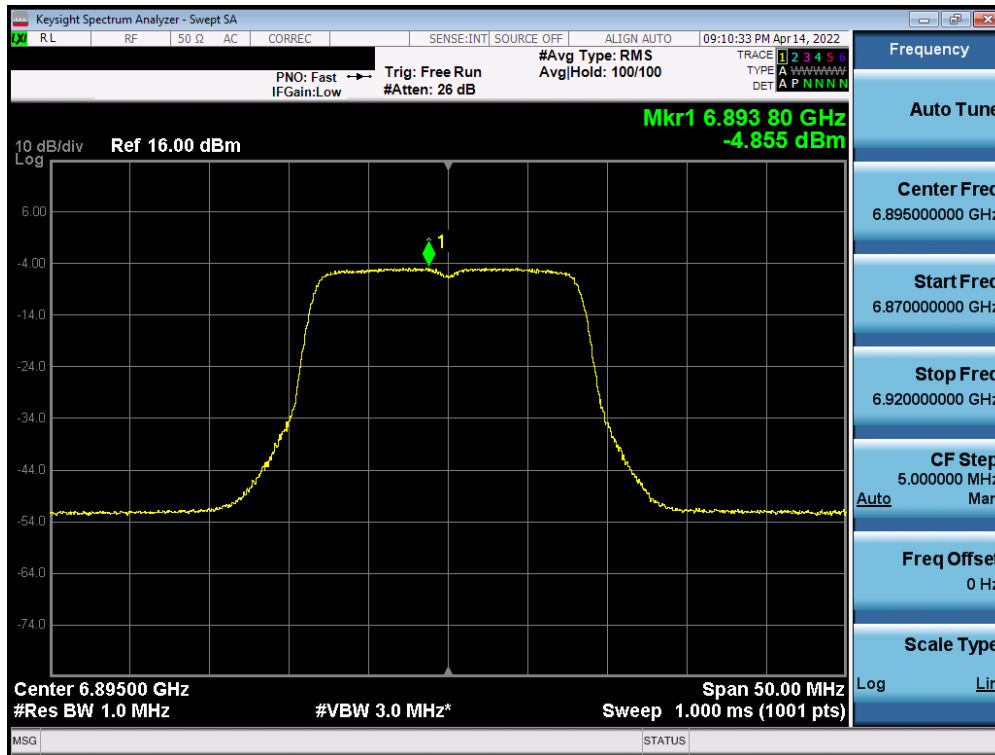 Keysight Spectrum Analyzer - Swept SA
LXI RL RF 50 Ω AC CORREC SENSE:INT SOURCE OFF ALIGN AUTO 09:10:33 PM Apr 14, 2022
Frequency
#Avg Type: RMS TRACE 1 2 3 4 5 6
PNO: Fast Trig: Free Run Avg|Hold: 100/100 TYPE A WWWWW
IFGain:Low #Atten: 26 dB DET A P N N N N
Auto Tune
Mkr1 6.893 80 GHz
-4.855 dBm
10 dB/div Ref 16.00 dBm
Log
Center Freq
6.895000000 GHz
6.00
1
-4.00
Start Freq
6.870000000 GHz
-14.0
-24.0
Stop Freq
6.920000000 GHz
-34.0
-44.0
CF Step
5.000000 MHz
Auto Man
-54.0
Freq Offset
0 Hz
-64.0
-74.0
Scale Type
Log Lin
Center 6.89500 GHz Span 50.00 MHz
#Res BW 1.0 MHz #VBW 3.0 MHz* Sweep 1.000 ms (1001 pts)
MSG STATUS